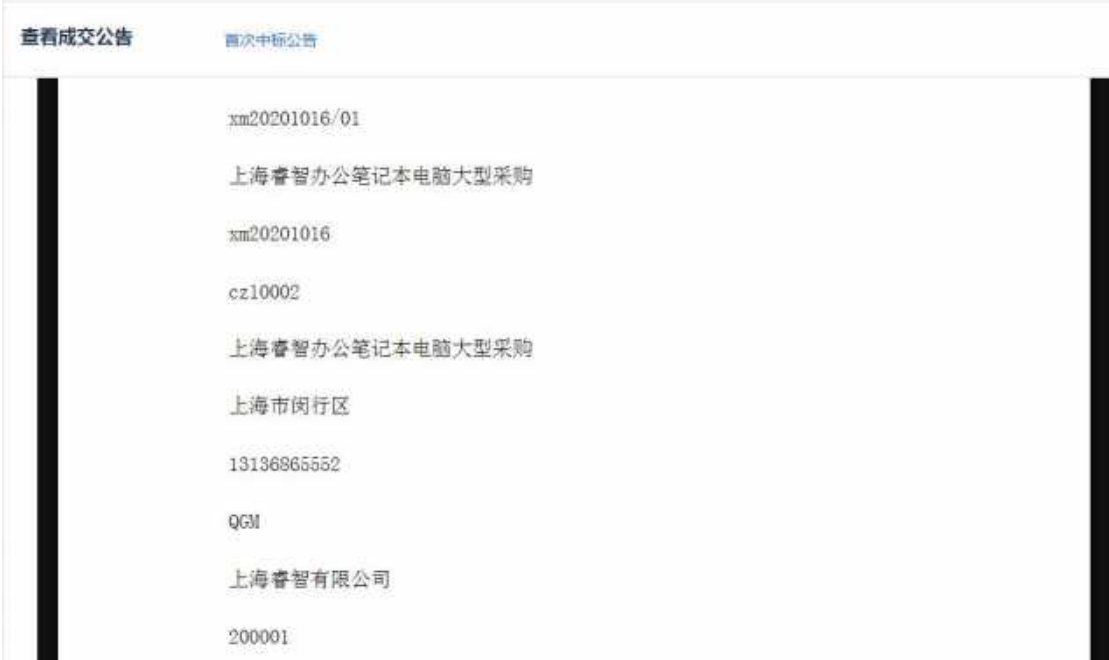 查看成交公告
首次中标公告
xm20201016/01
上海睿智办公笔记本电脑大型采购
xm20201016
cz10002
上海睿智办公笔记本电脑大型采购
上海市闵行区
13136865552
QGM
上海睿智有限公司
200001